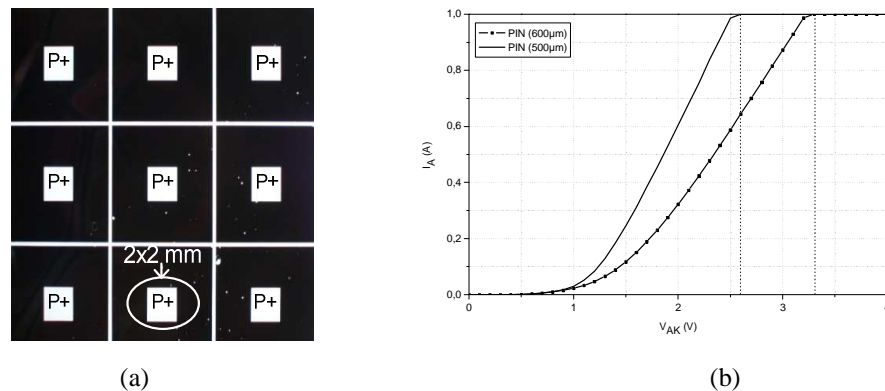 P+ P+ P+
P+ P+ P+
2x2 mm
P+ P+ P+
(a)
1,0
0,8
0,6
0,4
0,2
0,0
I_A (A)
PIN (600µm)
PIN (500µm)
0 1 2 3 4
V_AK (V)
(b)